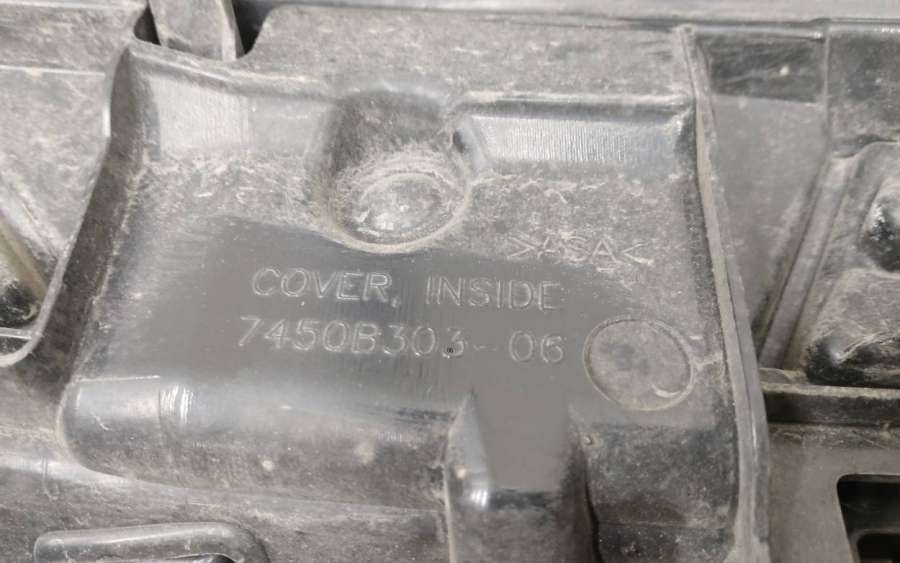 >ASA<
COVER, INSIDE
7450B303-06